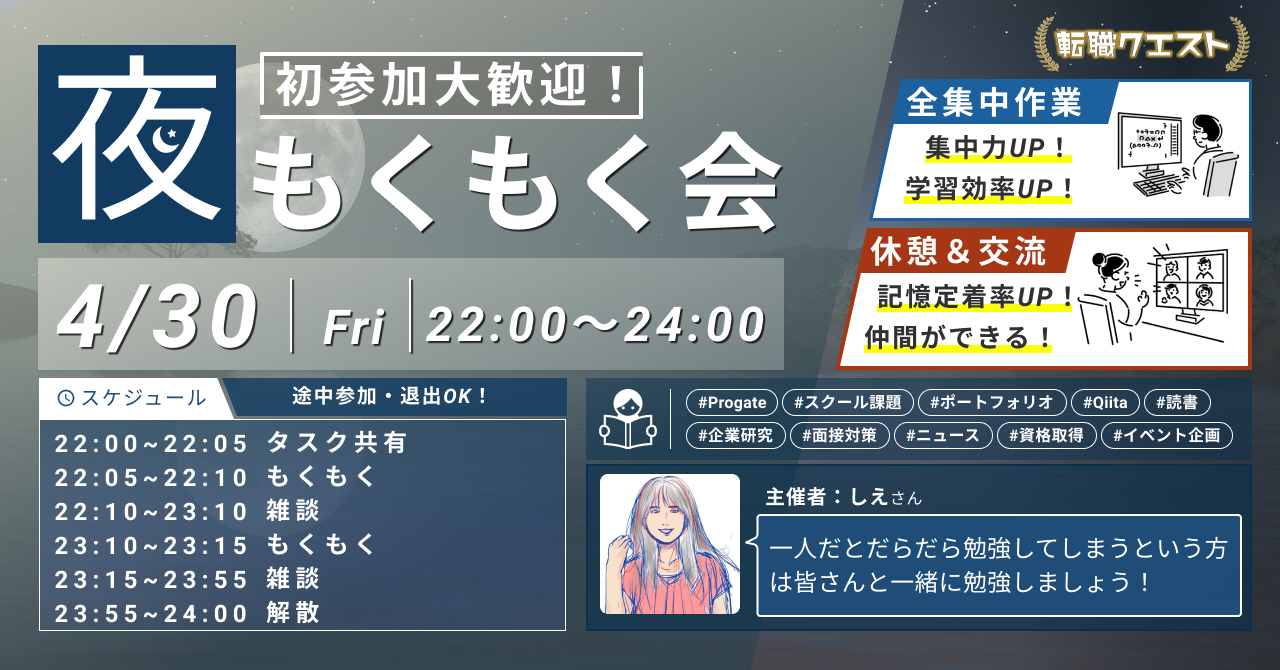 転職クエスト
夜
初参加大歓迎！
もくもく会
4/30 Fri 22:00〜24:00
全集中作業
集中力UP！
学習効率UP！
休憩＆交流
記憶定着率UP！
仲間ができる！
スケジュール
途中参加・退出OK！
22:00~22:05 タスク共有
22:05~22:10 もくもく
22:10~23:10 雑談
23:10~23:15 もくもく
23:15~23:55 雑談
23:55~24:00 解散
#Progate #スクール課題 #ポートフォリオ #Qiita #読書
#企業研究 #面接対策 #ニュース #資格取得 #イベント企画
主催者：しえさん
一人だとだらだら勉強してしまうという方
は皆さんと一緒に勉強しましょう！